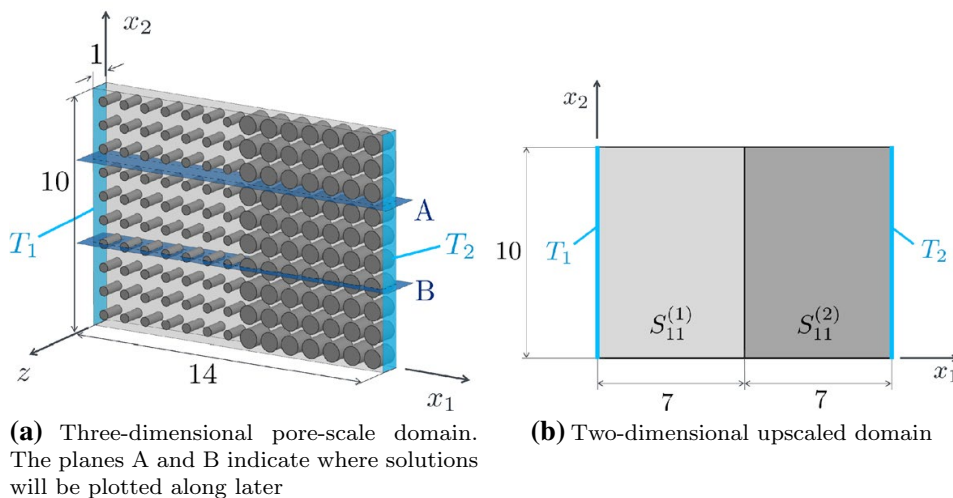 x₂
1
10
T₁
A
T₂
B
z
14
x₁
(a) Three-dimensional pore-scale domain.
The planes A and B indicate where solutions
will be plotted along later
x₂
10
T₁
T₂
S₁₁⁽¹⁾
S₁₁⁽²⁾
x₁
7
7
(b) Two-dimensional upscaled domain